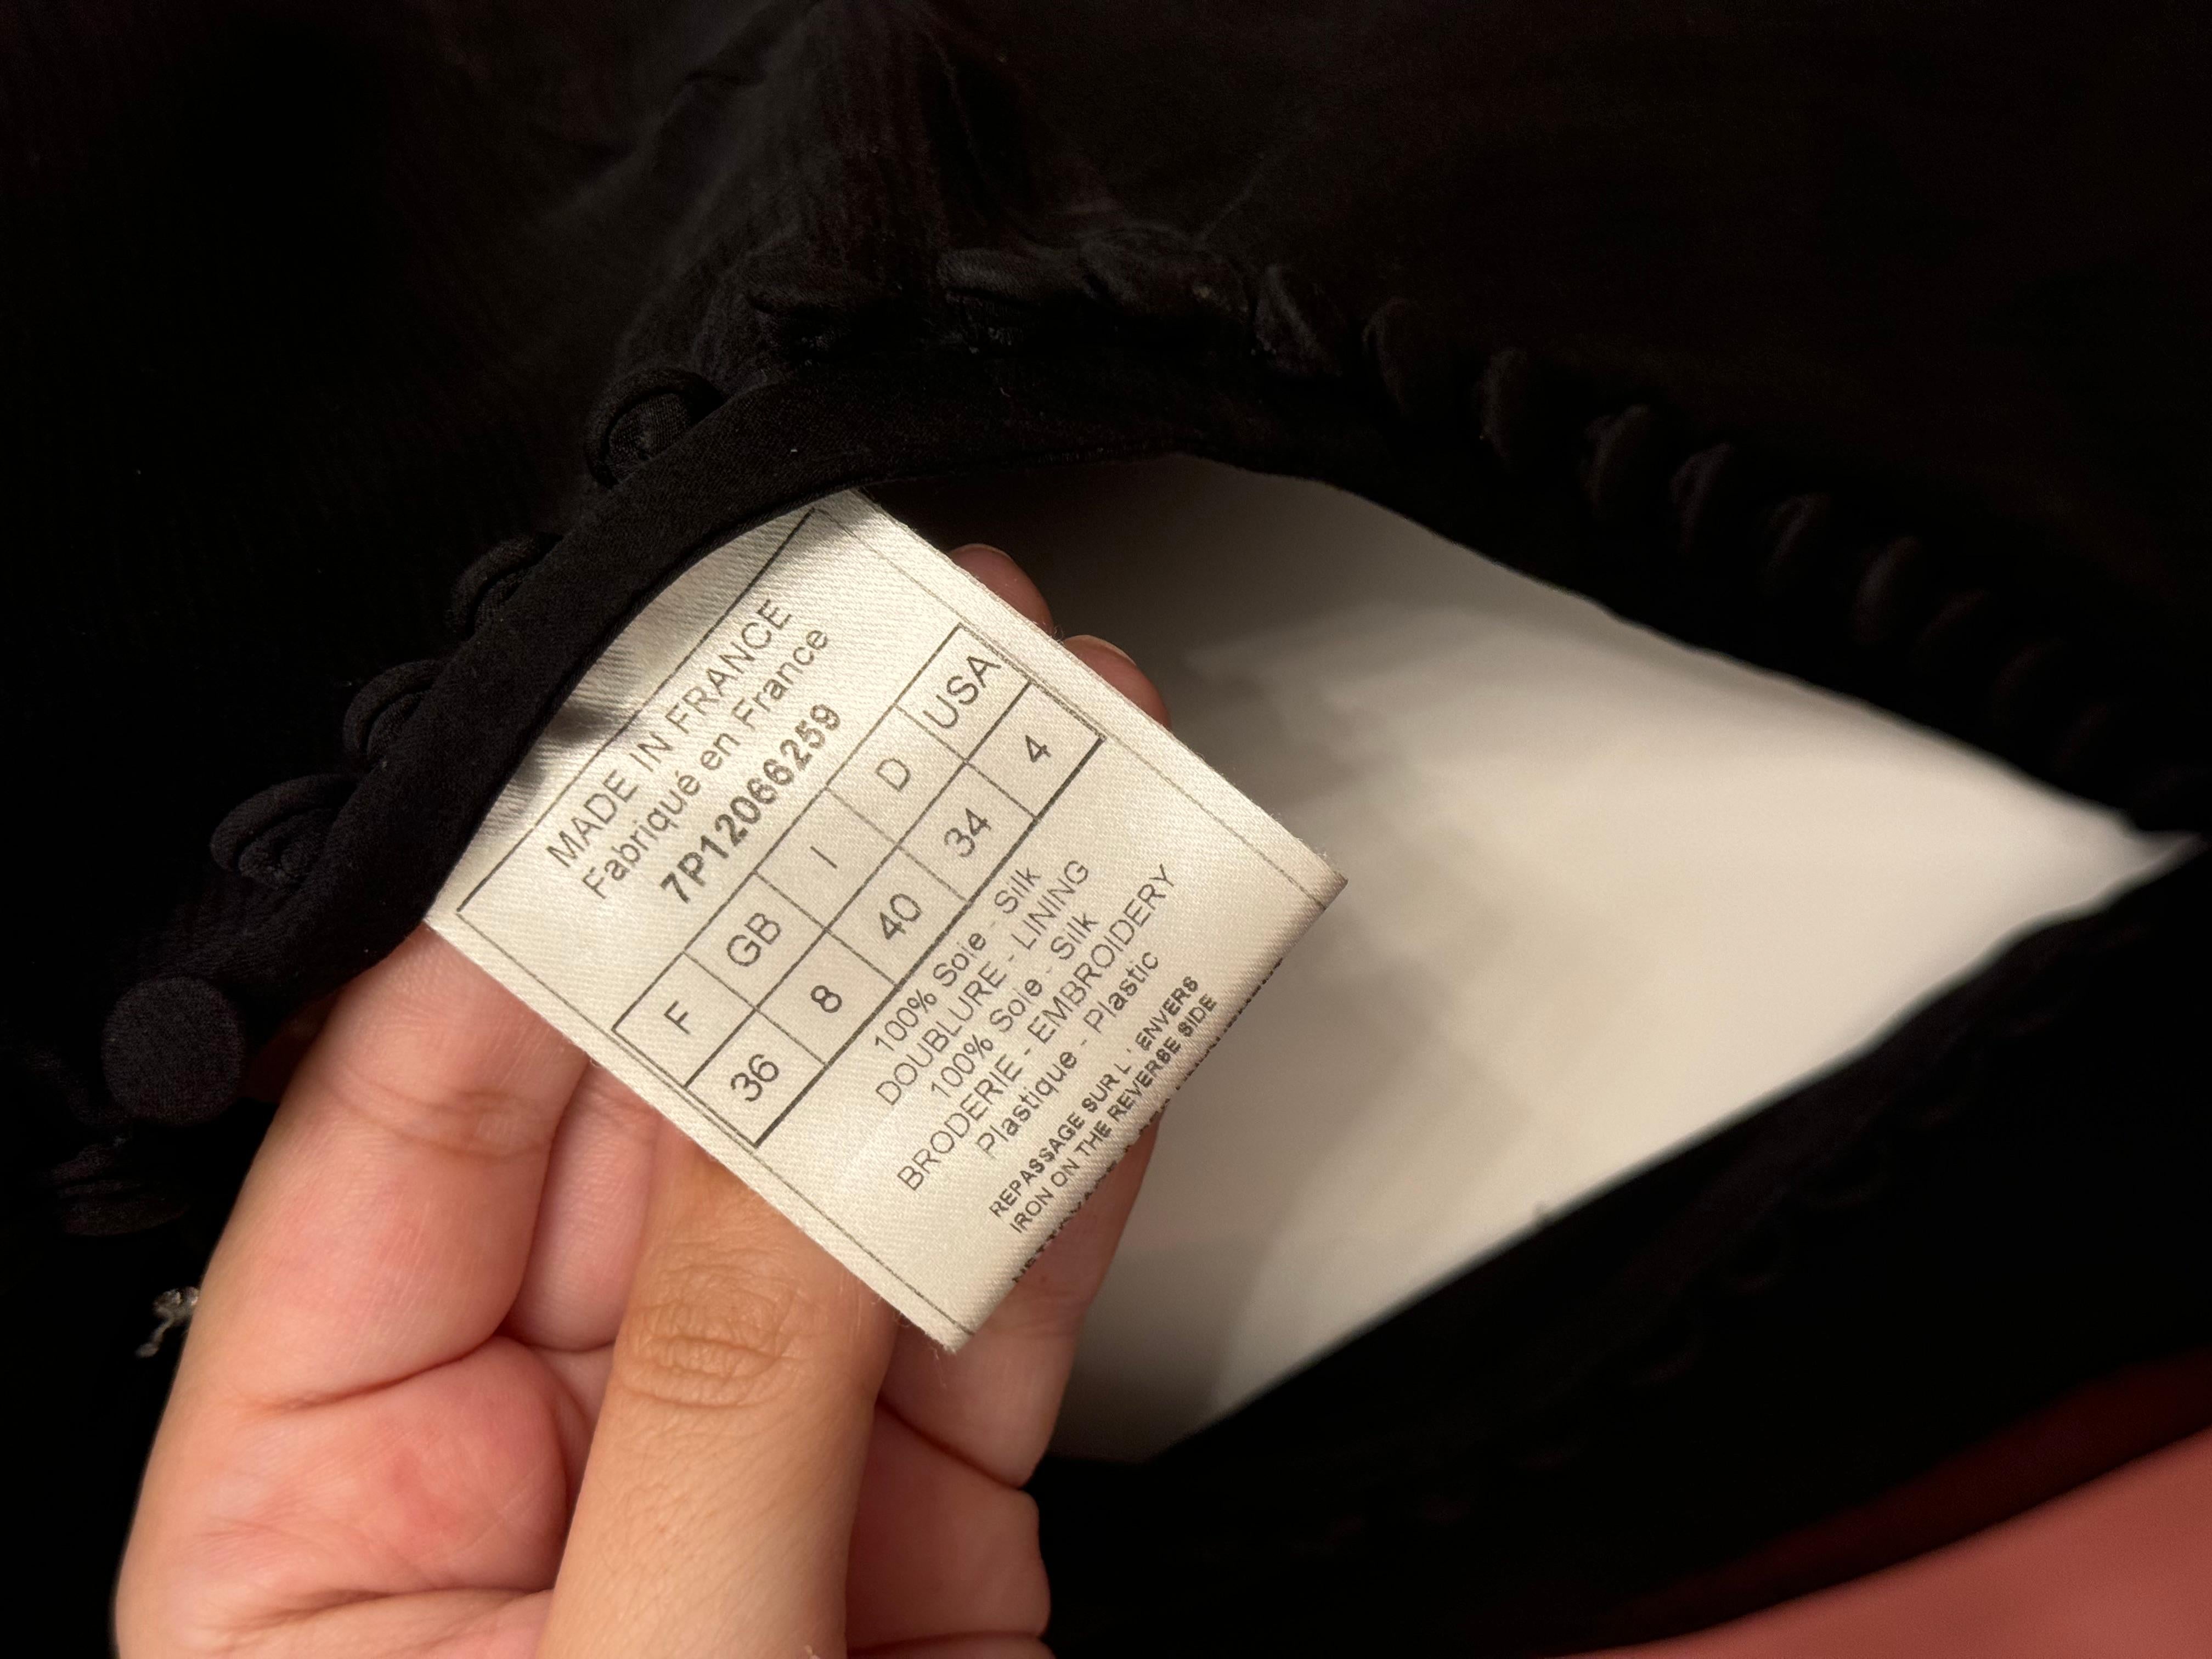 MADE IN FRANCE
Fabriqué en France
7P12066259
F GB I D USA
36 8 40 34 4
100% Soie - Silk
DOUBLURE - LINING
100% Soie - Silk
BRODERIE - EMBROIDERY
Plastique - Plastic
REPASSAGE SUR L ' ENVERS
IRON ON THE REVERSE SIDE